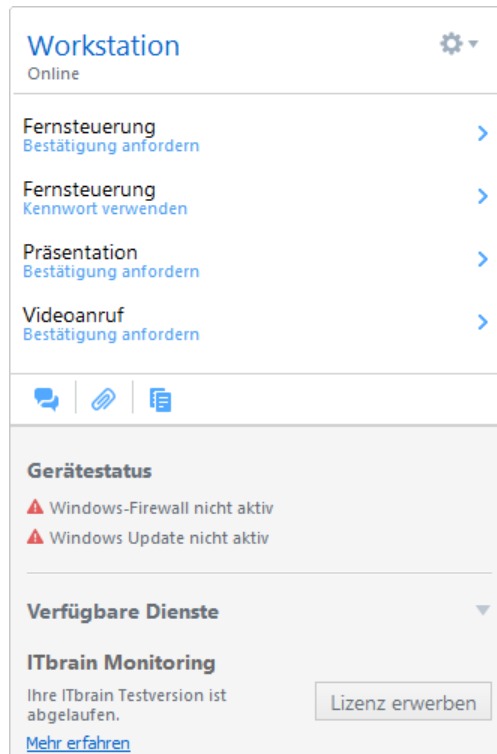 Workstation
Online
Fernsteuerung
Bestätigung anfordern
Fernsteuerung
Kennwort verwenden
Präsentation
Bestätigung anfordern
Videoanruf
Bestätigung anfordern
Gerätestatus
Windows-Firewall nicht aktiv
Windows Update nicht aktiv
Verfügbare Dienste
ITbrain Monitoring
Ihre ITbrain Testversion ist
abgelaufen.
Lizenz erwerben
Mehr erfahren